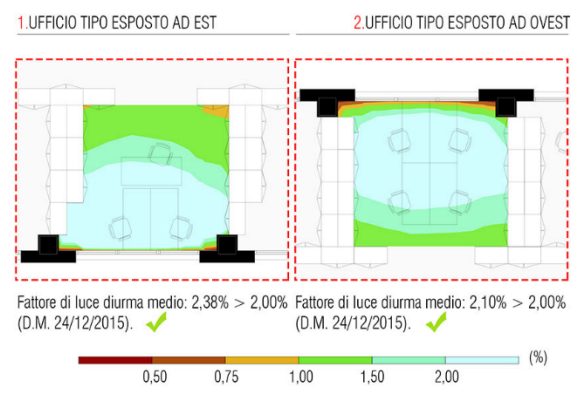 1.UFFICIO TIPO ESPOSTO AD EST
2.UFFICIO TIPO ESPOSTO AD OVEST
Fattore di luce diurma medio: 2,38% > 2,00%
(D.M. 24/12/2015).
Fattore di luce diurma medio: 2,10% > 2,00%
(D.M. 24/12/2015).
(%)
0,50 0,75 1,00 1,50 2,00